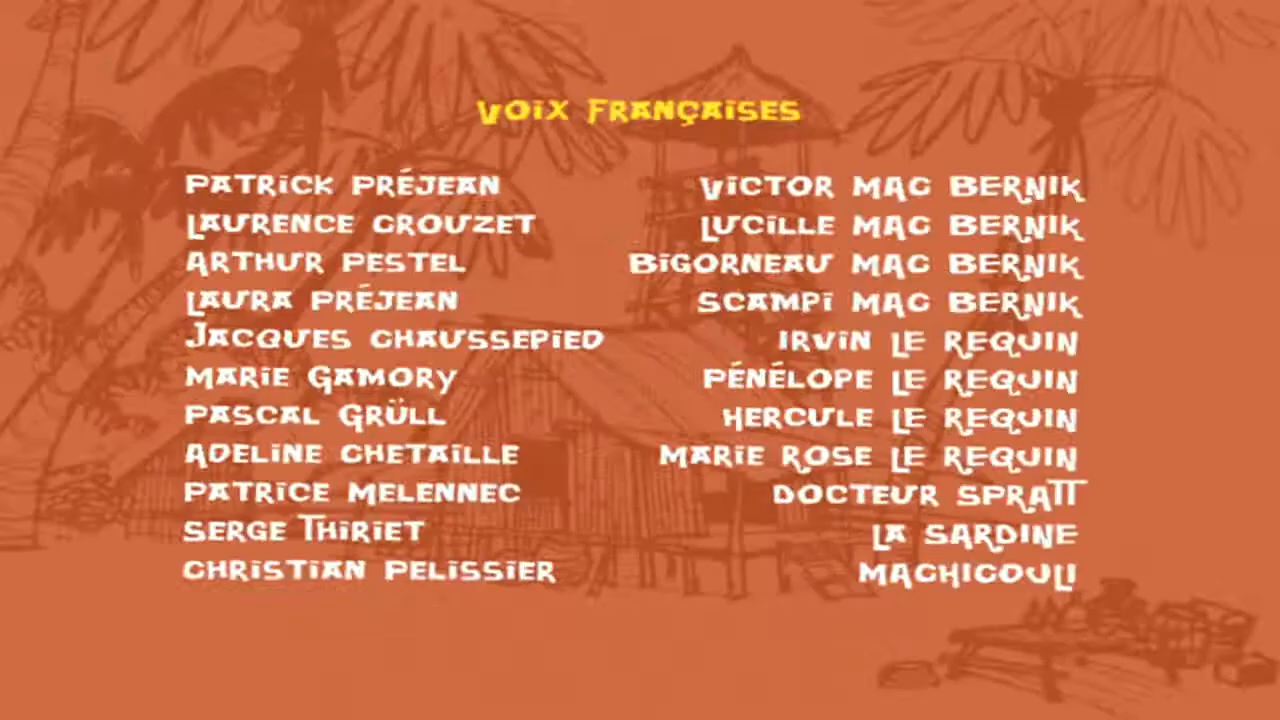 Voix Françaises
Patrick Préjean Victor Mac Bernik
Laurence Crouzet Lucille Mac Bernik
Arthur Pestel Bigorneau Mac Bernik
Laura Préjean Scampi Mac Bernik
Jacques Chaussepied Irvin Le Requin
Marie Gamory Pénélope Le Requin
Pascal Grüll Hercule Le Requin
Adeline Chetaille Marie Rose Le Requin
Patrice Melennec Docteur Spratt
Serge Thiriet La Sardine
Christian Pelissier Machicouli